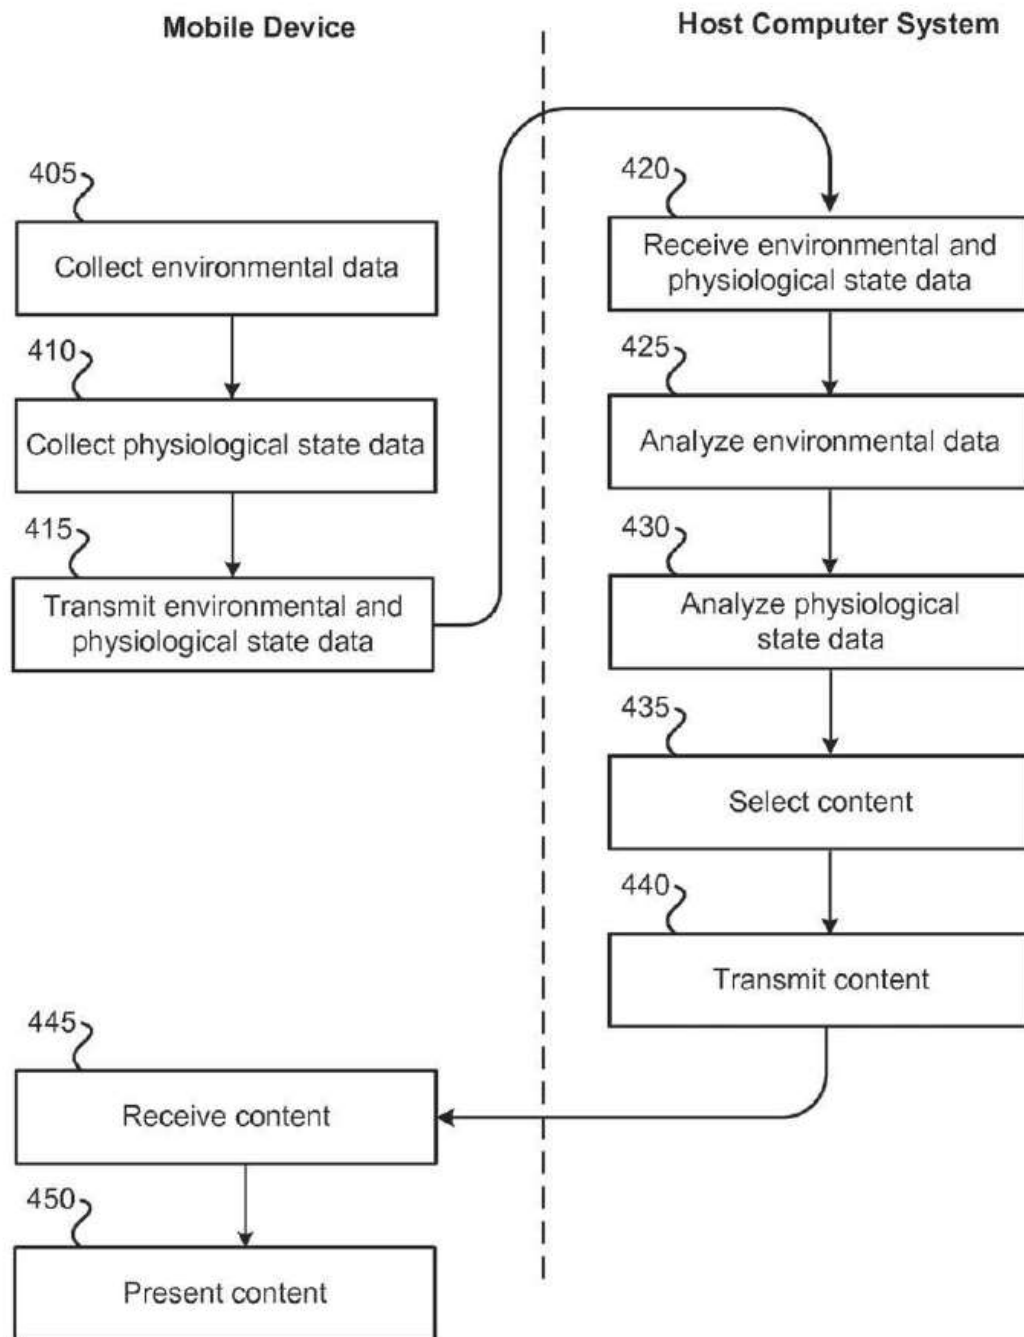 Mobile Device
Host Computer System
405
Collect environmental data
410
Collect physiological state data
415
Transmit environmental and
physiological state data
420
Receive environmental and
physiological state data
425
Analyze environmental data
430
Analyze physiological
state data
435
Select content
440
Transmit content
445
Receive content
450
Present content